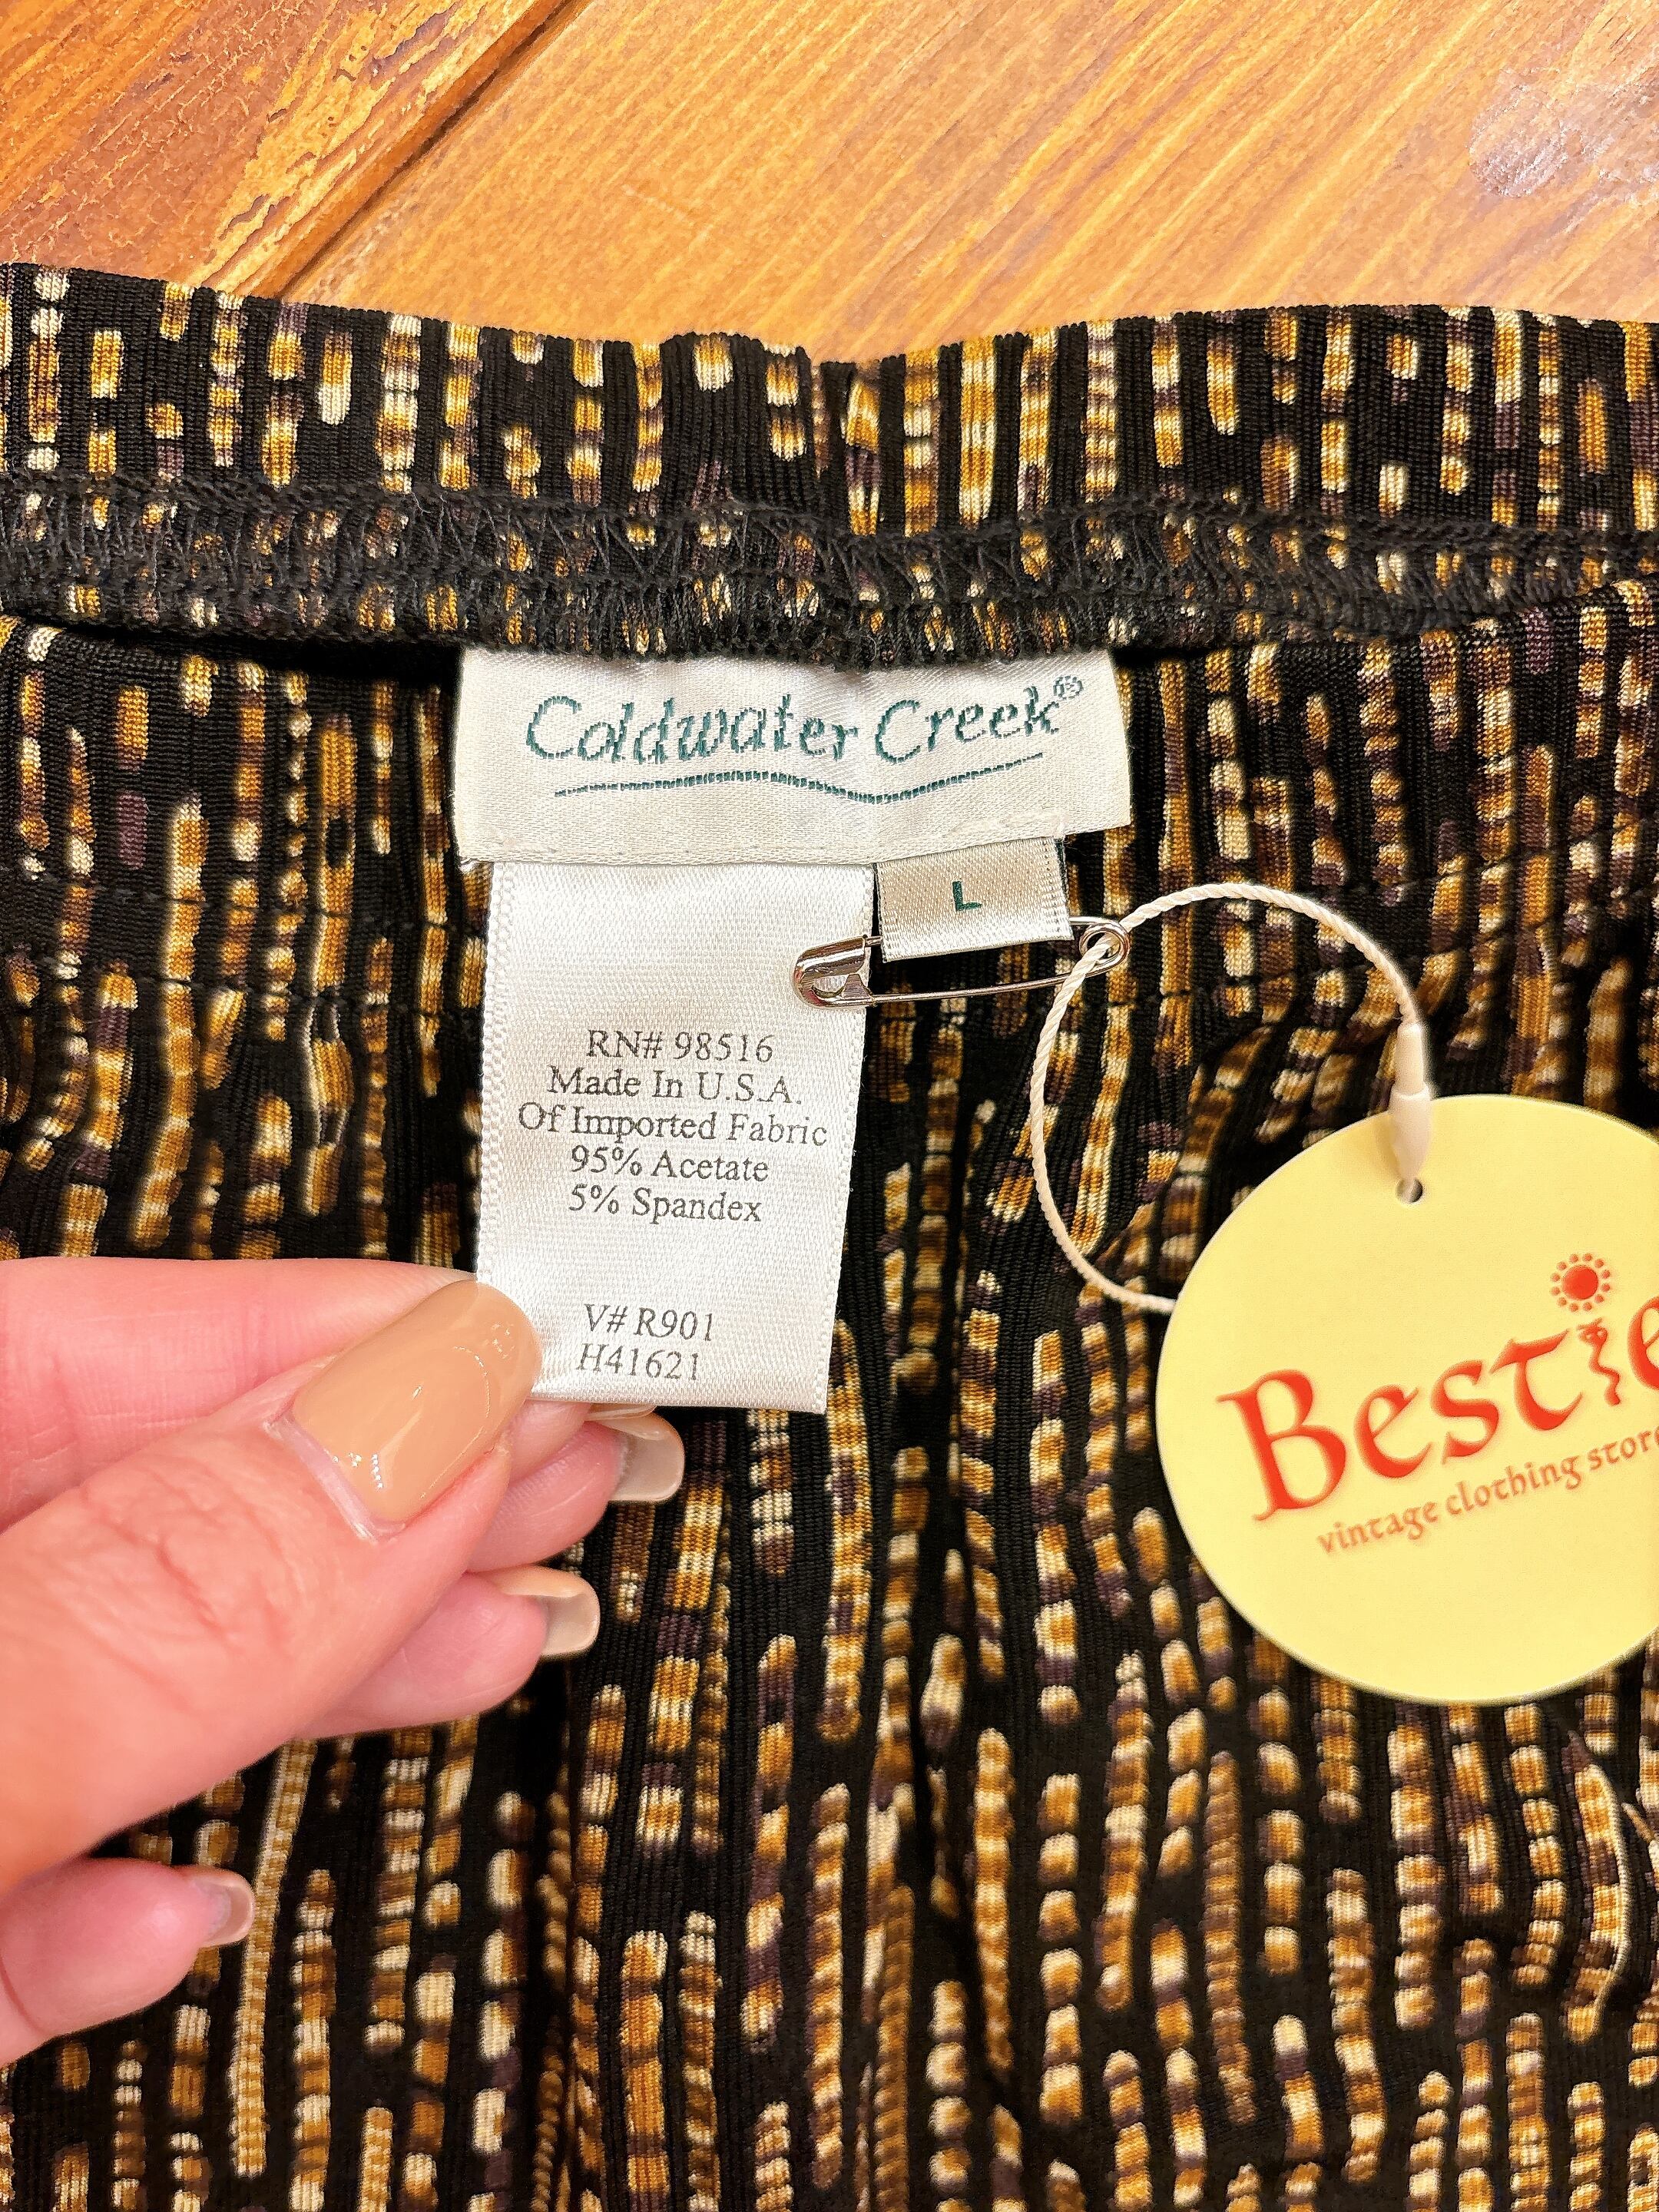 Coldwater Creek®
L
RN# 98516
Made In U.S.A.
Of Imported Fabric
95% Acetate
5% Spandex
V# R901
H41621
Bestie
vintage clothing store